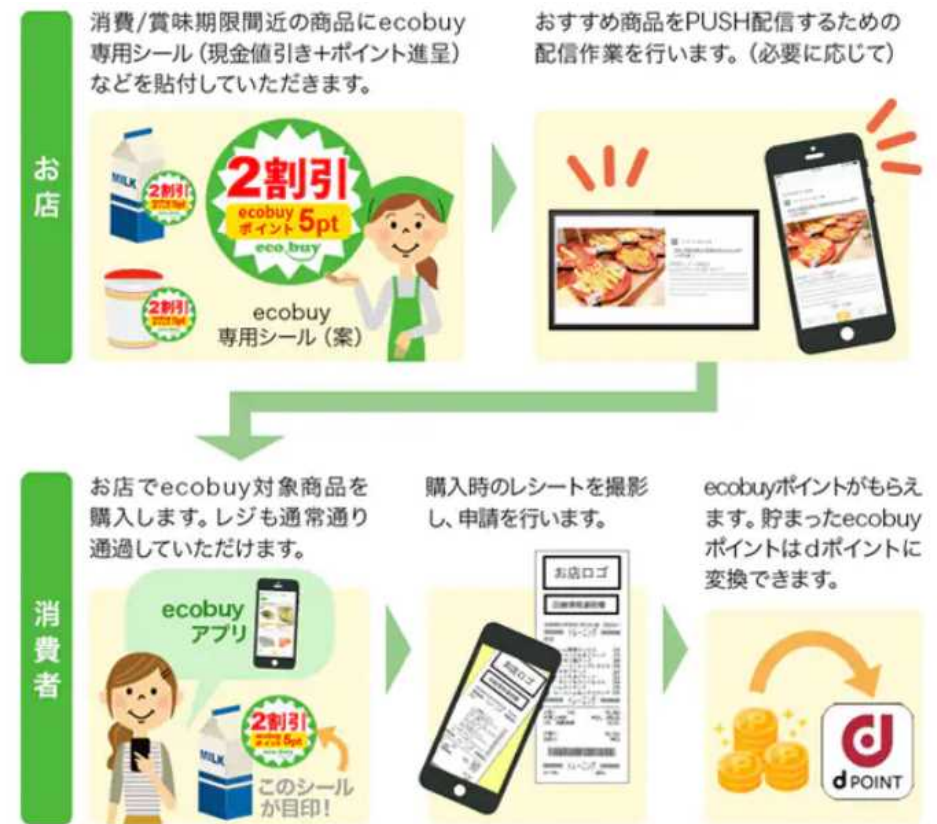 お店
消費/賞味期限間近の商品にecobuy
専用シール（現金値引き+ポイント進呈）
などを貼付していただきます。
MILK
2割引
2割引
2割引
ecobuy
ポイント 5pt
eco buy
ecobuy
専用シール（案）
おすすめ商品をPUSH配信するための
配信作業を行います。（必要に応じて）
消費者
お店でecobuy対象商品を
購入します。レジも通常通り
通過していただけます。
ecobuy
アプリ
MILK
2割引
ecobuy
ポイント 5pt
このシール
が目印！
購入時のレシートを撮影
し、申請を行います。
お店ロゴ
お店ロゴ
ecobuyポイントがもらえ
ます。貯まったecobuy
ポイントはdポイントに
変換できます。
d POINT